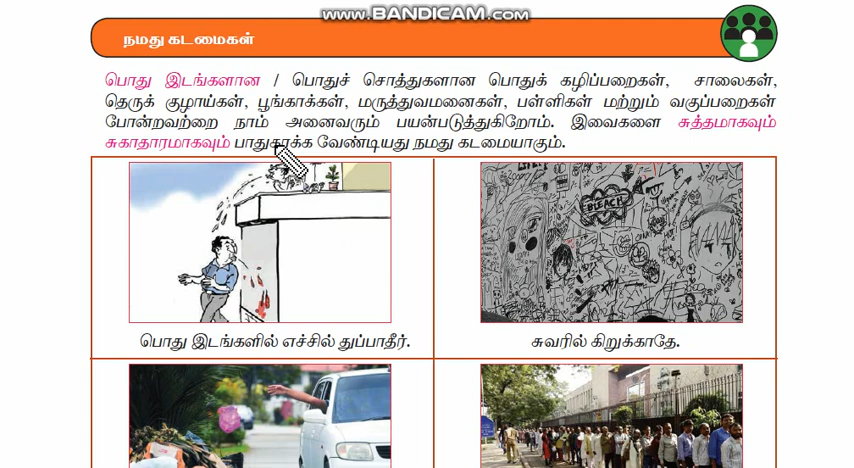 www.BANDICAM.com
நமது கடமைகள்
பொது இடங்களான / பொதுச் சொத்துகளான பொதுக் கழிப்பறைகள், சாலைகள்,
தெருக் குழாய்கள், பூங்காக்கள், மருத்துவமனைகள், பள்ளிகள் மற்றும் வகுப்பறைகள்
போன்றவற்றை நாம் அனைவரும் பயன்படுத்துகிறோம். இவைகளை சுத்தமாகவும்
சுகாதாரமாகவும் பாதுகாக்க வேண்டியது நமது கடமையாகும்.
BLEACH
பொது இடங்களில் எச்சில் துப்பாதீர்.
சுவரில் கிறுக்காதே.